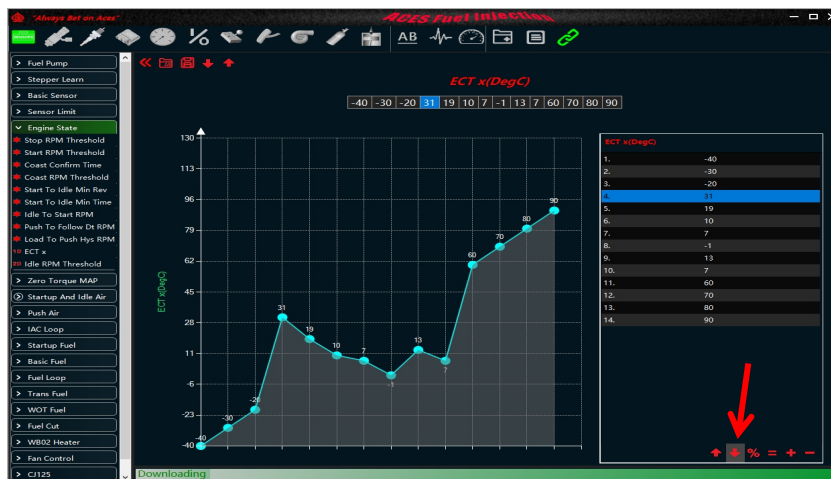 "Always Bet on Aces"
ACES Fuel Injection
AB
Fuel Pump
Stepper Learn
Basic Sensor
Sensor Limit
Engine State
Stop RPM Threshold
Start RPM Threshold
Coast Confirm Time
Coast RPM Threshold
Start To Idle Min Rev
Start To Idle Min Time
Idle To Start RPM
Push To Follow Dt RPM
Load To Push Hys RPM
1D ECT x
2D Idle RPM Threshold
Zero Torque MAP
Startup And Idle Air
Push Air
IAC Loop
Startup Fuel
Basic Fuel
Fuel Loop
Trans Fuel
WOT Fuel
Fuel Cut
WB02 Heater
Fan Control
CJ125
ECT x(DegC)
-40 -30 -20 31 19 10 7 -1 13 7 60 70 80 90
130
113
96
79
62
45
28
11
-6
-23
-40
ECT x(DegC)
-40
-30
-20
31
19
10
7
-1
13
7
60
70
80
90
ECT x(DegC)
1. -40
2. -30
3. -20
4. 31
5. 19
6. 10
7. 7
8. -1
9. 13
10. 7
11. 60
12. 70
13. 80
14. 90
% = + -
Downloading